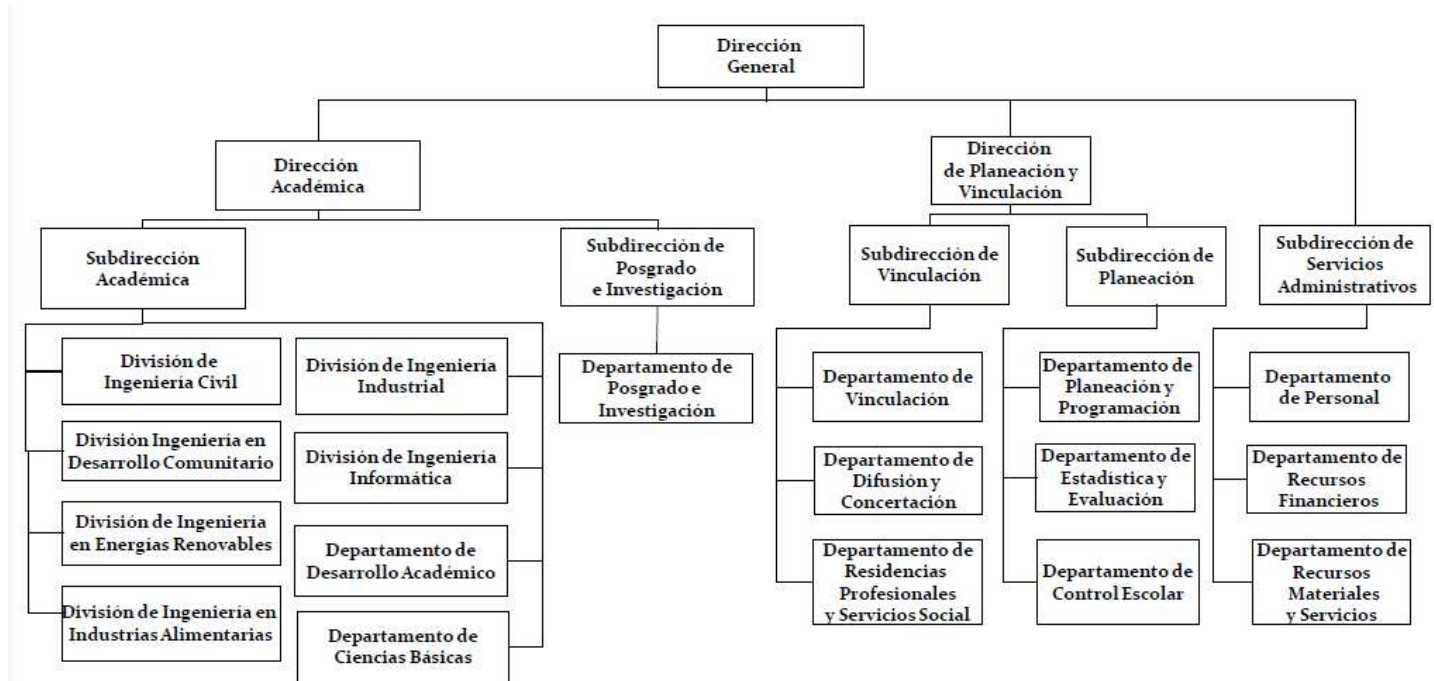 Dirección
General
Dirección
Académica
Dirección
de Planeación y
Vinculación
Subdirección
Académica
Subdirección de
Posgrado
e Investigación
Subdirección de
Vinculación
Subdirección de
Planeación
Subdirección de
Servicios
Administrativos
División de
Ingeniería Civil
División de Ingeniería
Industrial
Departamento de
Posgrado e
Investigación
Departamento de
Vinculación
Departamento de
Planeación y
Programación
Departamento
de Personal
División Ingeniería en
Desarrollo Comunitario
División de Ingeniería
Informática
Departamento de
Difusión y
Concertación
Departamento de
Estadística y
Evaluación
Departamento de
Recursos
Financieros
División de Ingeniería
en Energías Renovables
Departamento de
Desarrollo Académico
Departamento de
Residencias
Profesionales
y Servicios Social
Departamento de
Control Escolar
Departamento de
Recursos
Materiales
y Servicios
División de Ingeniería en
Industrias Alimentarias
Departamento de
Ciencias Básicas